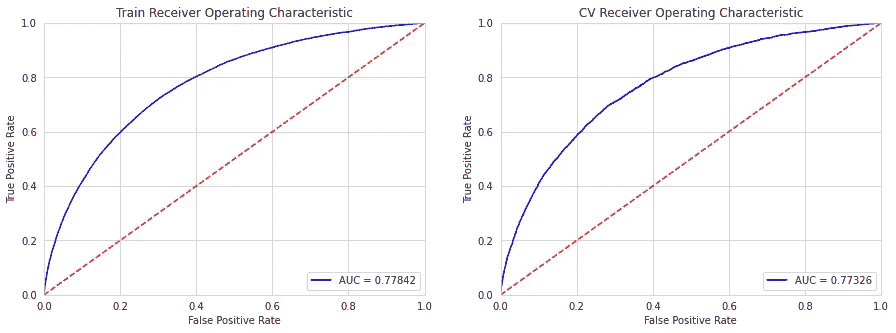 Train Receiver Operating Characteristic
1.0
0.8
0.6
0.4
0.2
0.0
True Positive Rate
AUC = 0.77842
0.0 0.2 0.4 0.6 0.8 1.0
False Positive Rate
CV Receiver Operating Characteristic
1.0
0.8
0.6
0.4
0.2
0.0
True Positive Rate
AUC = 0.77326
0.0 0.2 0.4 0.6 0.8 1.0
False Positive Rate